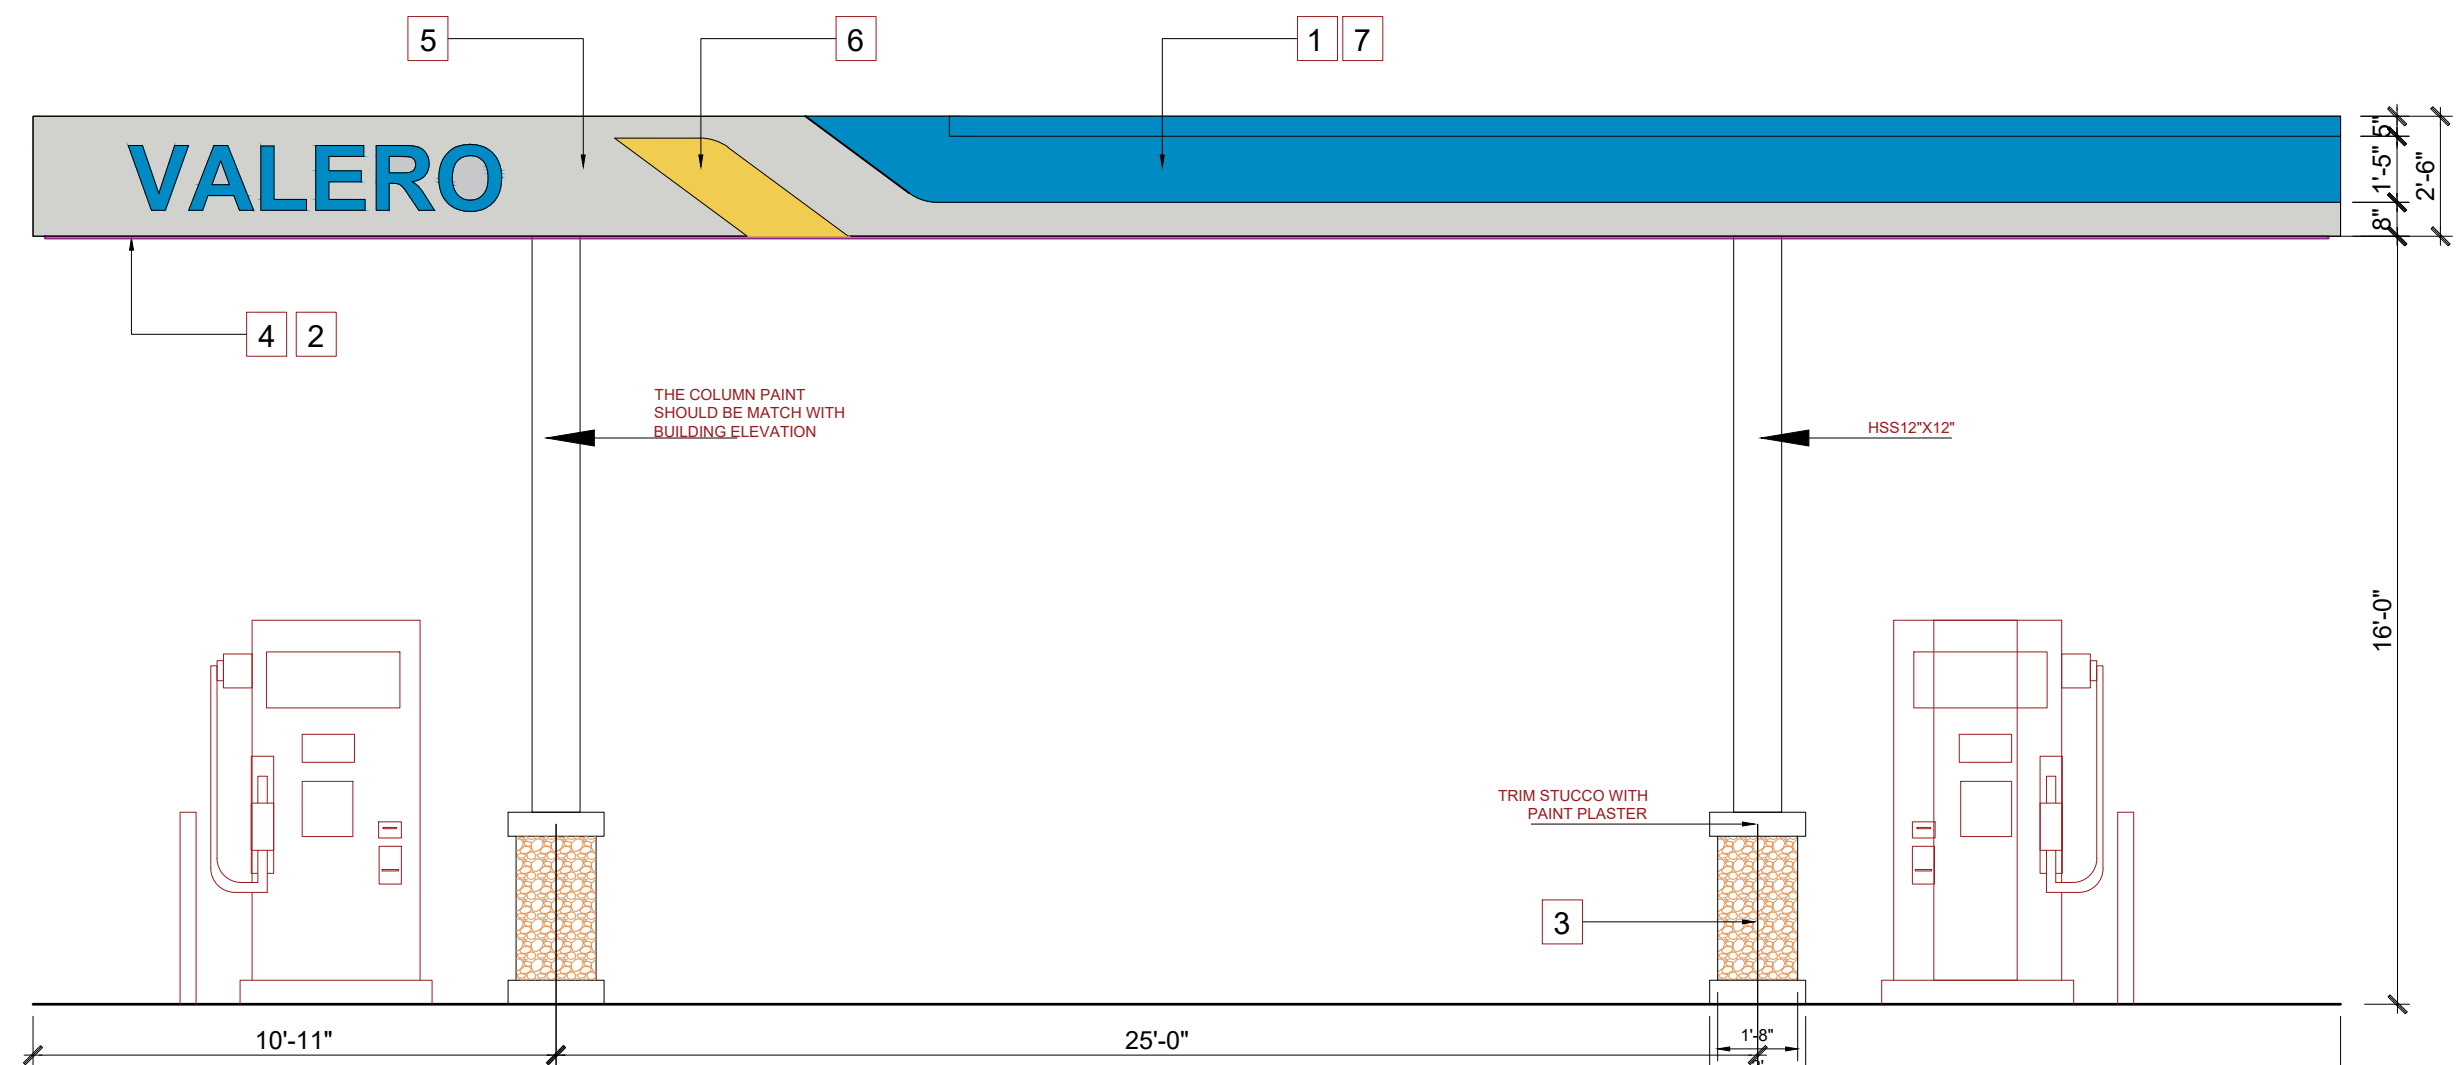 5
6
1 7
VALERO
5"
1'-5"
8"
2'-6"
4 2
THE COLUMN PAINT
SHOULD BE MATCH WITH
BUILDING ELEVATION
HSS12"X12"
16'-0"
TRIM STUCCO WITH
PAINT PLASTER
3
10'-11"
25'-0"
1'-8"